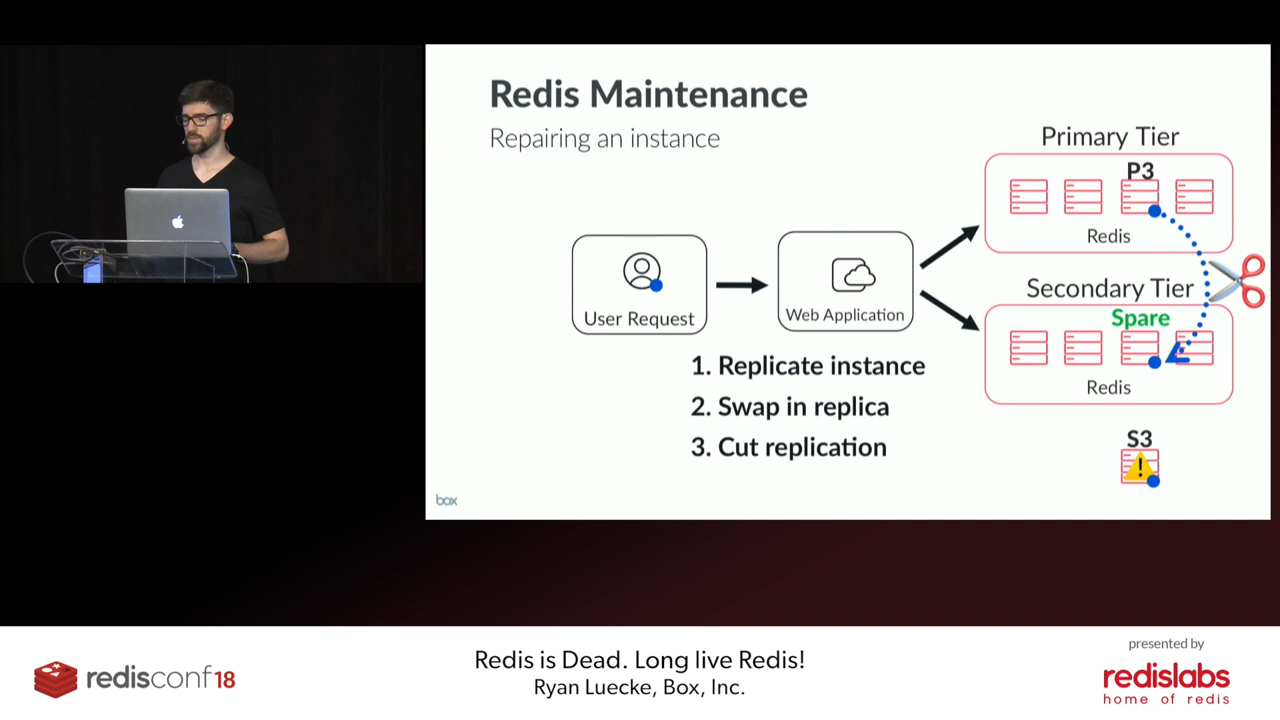 Redis Maintenance
Repairing an instance
Primary Tier
P3
Redis
Secondary Tier
Spare
Redis
S3
User Request
Web Application
1. Replicate instance
2. Swap in replica
3. Cut replication
box
redisconf18
Redis is Dead. Long live Redis!
Ryan Luecke, Box, Inc.
presented by
redislabs
home of redis